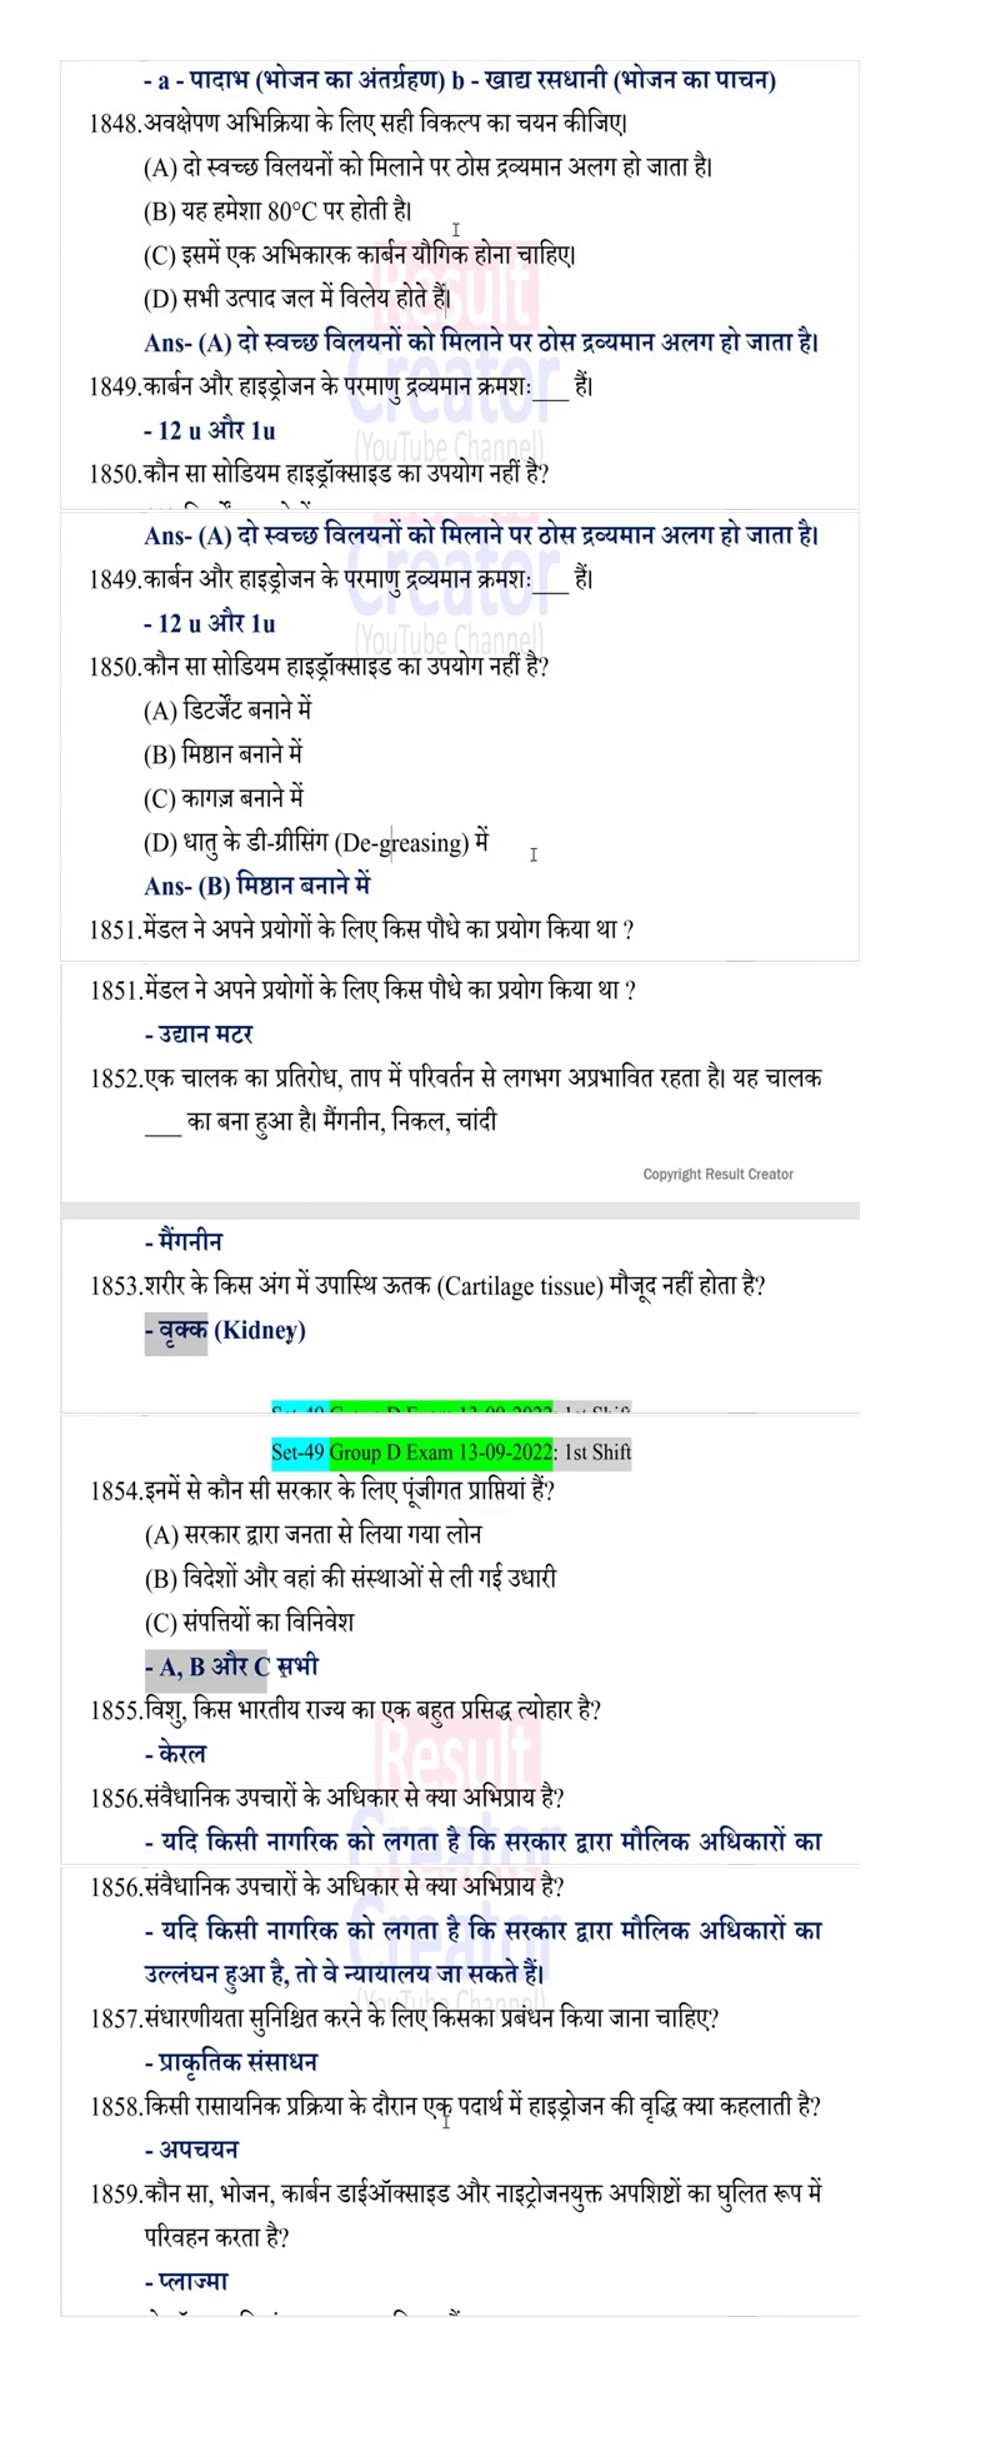 - a - पादाभ (भोजन का अंतर्ग्रहण) b - खाद्य रसधानी (भोजन का पाचन)
1848.अवक्षेपण अभिक्रिया के लिए सही विकल्प का चयन कीजिए।
(A) दो स्वच्छ विलयनों को मिलाने पर ठोस द्रव्यमान अलग हो जाता है।
(B) यह हमेशा 80°C पर होती है।
(C) इसमें एक अभिकारक कार्बन यौगिक होना चाहिए।
(D) सभी उत्पाद जल में विलेय होते हैं।
Ans- (A) दो स्वच्छ विलयनों को मिलाने पर ठोस द्रव्यमान अलग हो जाता है।
1849.कार्बन और हाइड्रोजन के परमाणु द्रव्यमान क्रमशः____ हैं।
- 12 u और 1u
(YouTube Channel)
1850.कौन सा सोडियम हाइड्रॉक्साइड का उपयोग नहीं है?
Ans- (A) दो स्वच्छ विलयनों को मिलाने पर ठोस द्रव्यमान अलग हो जाता है।
1849.कार्बन और हाइड्रोजन के परमाणु द्रव्यमान क्रमशः____ हैं।
- 12 u और 1u
(YouTube Channel)
1850.कौन सा सोडियम हाइड्रॉक्साइड का उपयोग नहीं है?
(A) डिटर्जेंट बनाने में
(B) मिष्ठान बनाने में
(C) कागज़ बनाने में
(D) धातु के डी-ग्रीसिंग (De-greasing) में
Ans- (B) मिष्ठान बनाने में
1851.मेंडल ने अपने प्रयोगों के लिए किस पौधे का प्रयोग किया था ?
1851.मेंडल ने अपने प्रयोगों के लिए किस पौधे का प्रयोग किया था ?
- उद्यान मटर
1852.एक चालक का प्रतिरोध, ताप में परिवर्तन से लगभग अप्रभावित रहता है। यह चालक
____ का बना हुआ है। मैंगनीन, निकल, चांदी
Copyright Result Creator
- मैंगनीन
1853.शरीर के किस अंग में उपास्थि ऊतक (Cartilage tissue) मौजूद नहीं होता है?
- वृक्क (Kidney)
Set-49 Group D Exam 13-09-2022: 1st Shift
1854.इनमें से कौन सी सरकार के लिए पूंजीगत प्राप्तियां हैं?
(A) सरकार द्वारा जनता से लिया गया लोन
(B) विदेशों और वहां की संस्थाओं से ली गई उधारी
(C) संपत्तियों का विनिवेश
- A, B और C सभी
1855.विशु, किस भारतीय राज्य का एक बहुत प्रसिद्ध त्योहार है?
- केरल
1856.संवैधानिक उपचारों के अधिकार से क्या अभिप्राय है?
- यदि किसी नागरिक को लगता है कि सरकार द्वारा मौलिक अधिकारों का
1856.संवैधानिक उपचारों के अधिकार से क्या अभिप्राय है?
- यदि किसी नागरिक को लगता है कि सरकार द्वारा मौलिक अधिकारों का
उल्लंघन हुआ है, तो वे न्यायालय जा सकते हैं।
1857.संधारणीयता सुनिश्चित करने के लिए किसका प्रबंधन किया जाना चाहिए?
- प्राकृतिक संसाधन
1858.किसी रासायनिक प्रक्रिया के दौरान एक पदार्थ में हाइड्रोजन की वृद्धि क्या कहलाती है?
- अपचयन
1859.कौन सा, भोजन, कार्बन डाईऑक्साइड और नाइट्रोजनयुक्त अपशिष्टों का घुलित रूप में
परिवहन करता है?
- प्लाज्मा